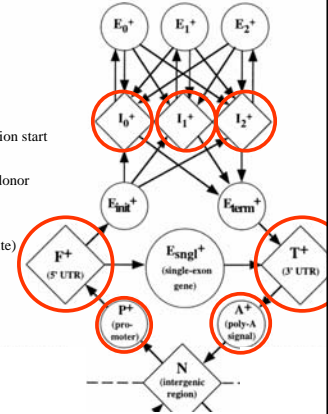 E₀⁺ E₁⁺ E₂⁺
I₀⁺ I₁⁺ I₂⁺
ion start
donor
Einit⁺ Eterm⁺
te)
F⁺
(5' UTR)
Esngl⁺
(single-exon
gene)
T⁺
(3' UTR)
P⁺
(pro-
moter)
A⁺
(poly-A
signal)
N
(intergenic
region)